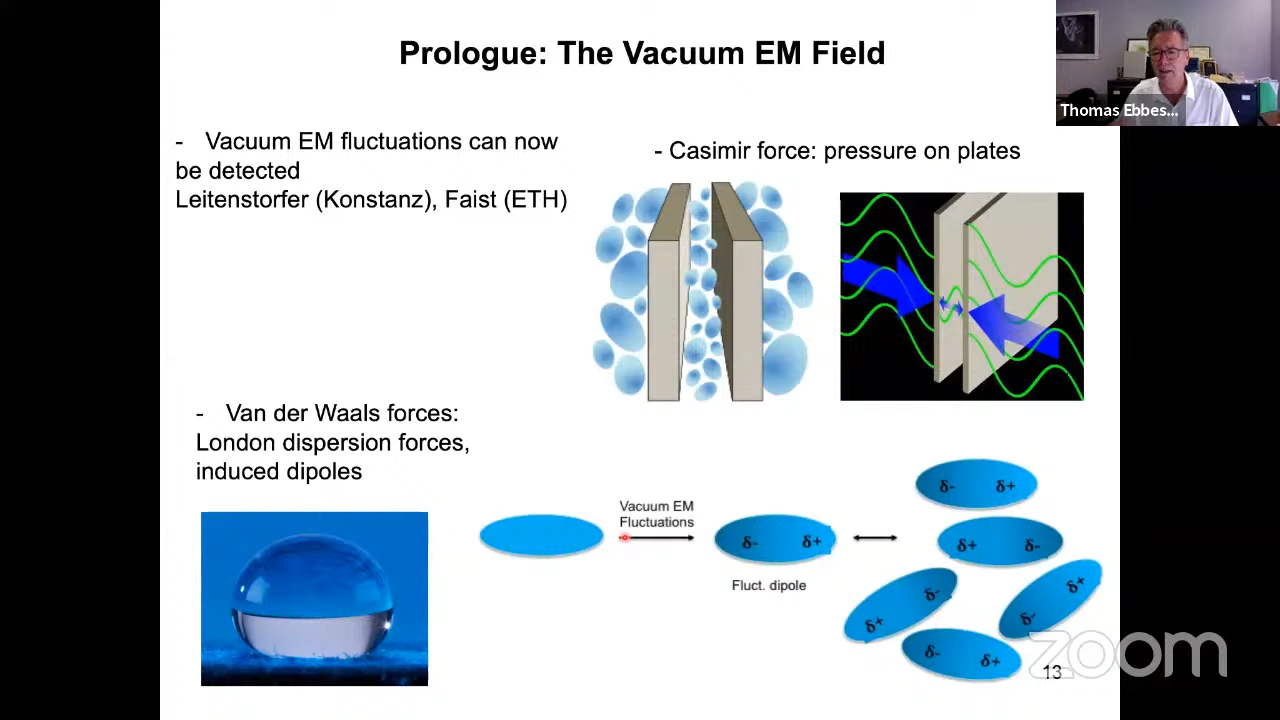 Prologue: The Vacuum EM Field
Thomas Ebbes...
- Vacuum EM fluctuations can now
be detected
Leitenstorfer (Konstanz), Faist (ETH)
- Casimir force: pressure on plates
- Van der Waals forces:
London dispersion forces,
induced dipoles
Vacuum EM
Fluctuations
δ- δ+
Fluct. dipole
δ- δ+
δ+ δ-
δ+ δ-
δ- δ+
δ- δ+
zoom
13